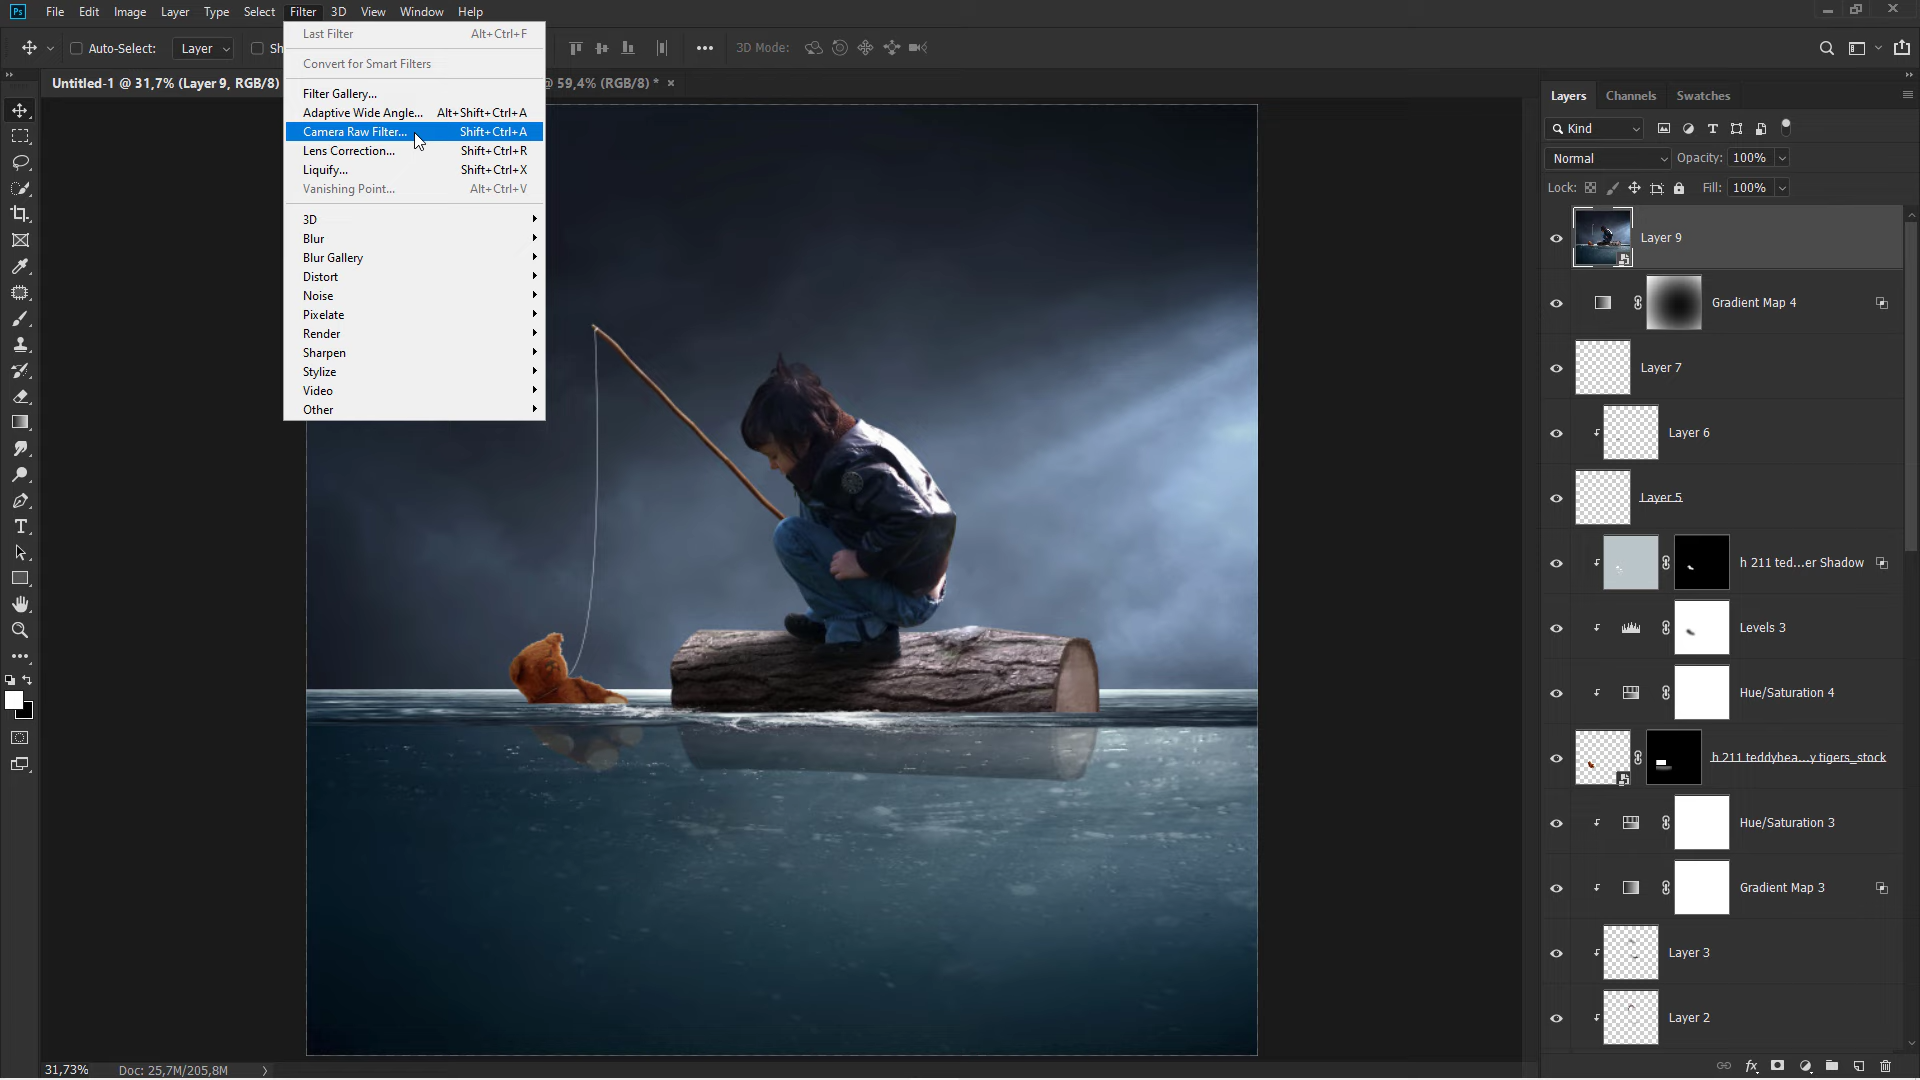 Ps File Edit Image Layer Type Select Filter 3D View Window Help
Auto-Select: Layer Sh 3D Mode:
Untitled-1 @ 31,7% (Layer 9, RGB/8) @ 59,4% (RGB/8) * ×
Last Filter Alt+Ctrl+F
Convert for Smart Filters
Filter Gallery...
Adaptive Wide Angle... Alt+Shift+Ctrl+A
Camera Raw Filter... Shift+Ctrl+A
Lens Correction... Shift+Ctrl+R
Liquify... Shift+Ctrl+X
Vanishing Point... Alt+Ctrl+V
3D
Blur
Blur Gallery
Distort
Noise
Pixelate
Render
Sharpen
Stylize
Video
Other
Layers Channels Swatches
Kind
Normal Opacity: 100%
Lock: Fill: 100%
Layer 9
Gradient Map 4
Layer 7
Layer 6
Layer 5
h 211 ted...er Shadow
Levels 3
Hue/Saturation 4
h 211 teddyhea...y tigers_stock
Hue/Saturation 3
Gradient Map 3
Layer 3
Layer 2
31,73% Doc: 25,7M/205,8M